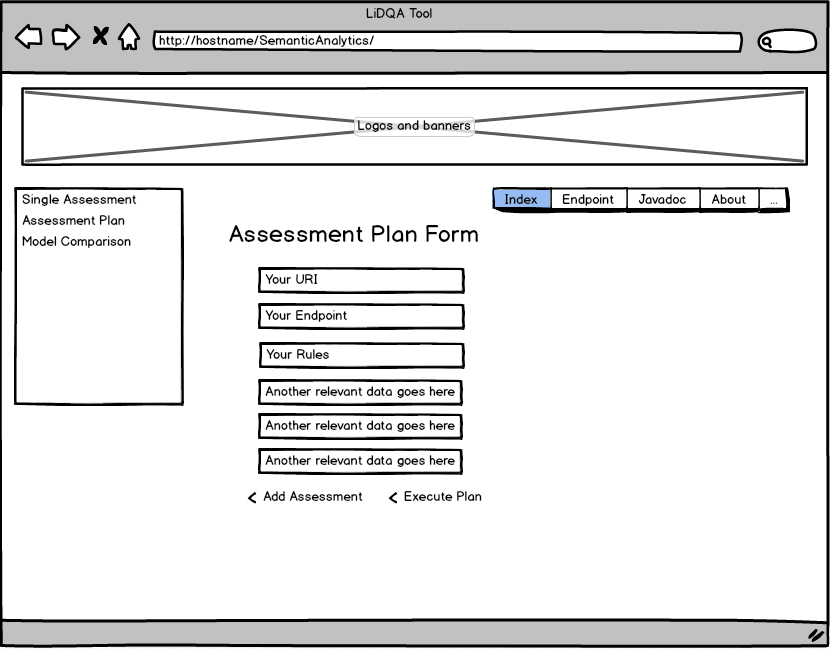 LiDQA Tool
http://hostname/SemanticAnalytics/
Logos and banners
Single Assessment
Assessment Plan
Model Comparison
Index Endpoint Javadoc About ...
Assessment Plan Form
Your URI
Your Endpoint
Your Rules
Another relevant data goes here
Another relevant data goes here
Another relevant data goes here
Add Assessment Execute Plan